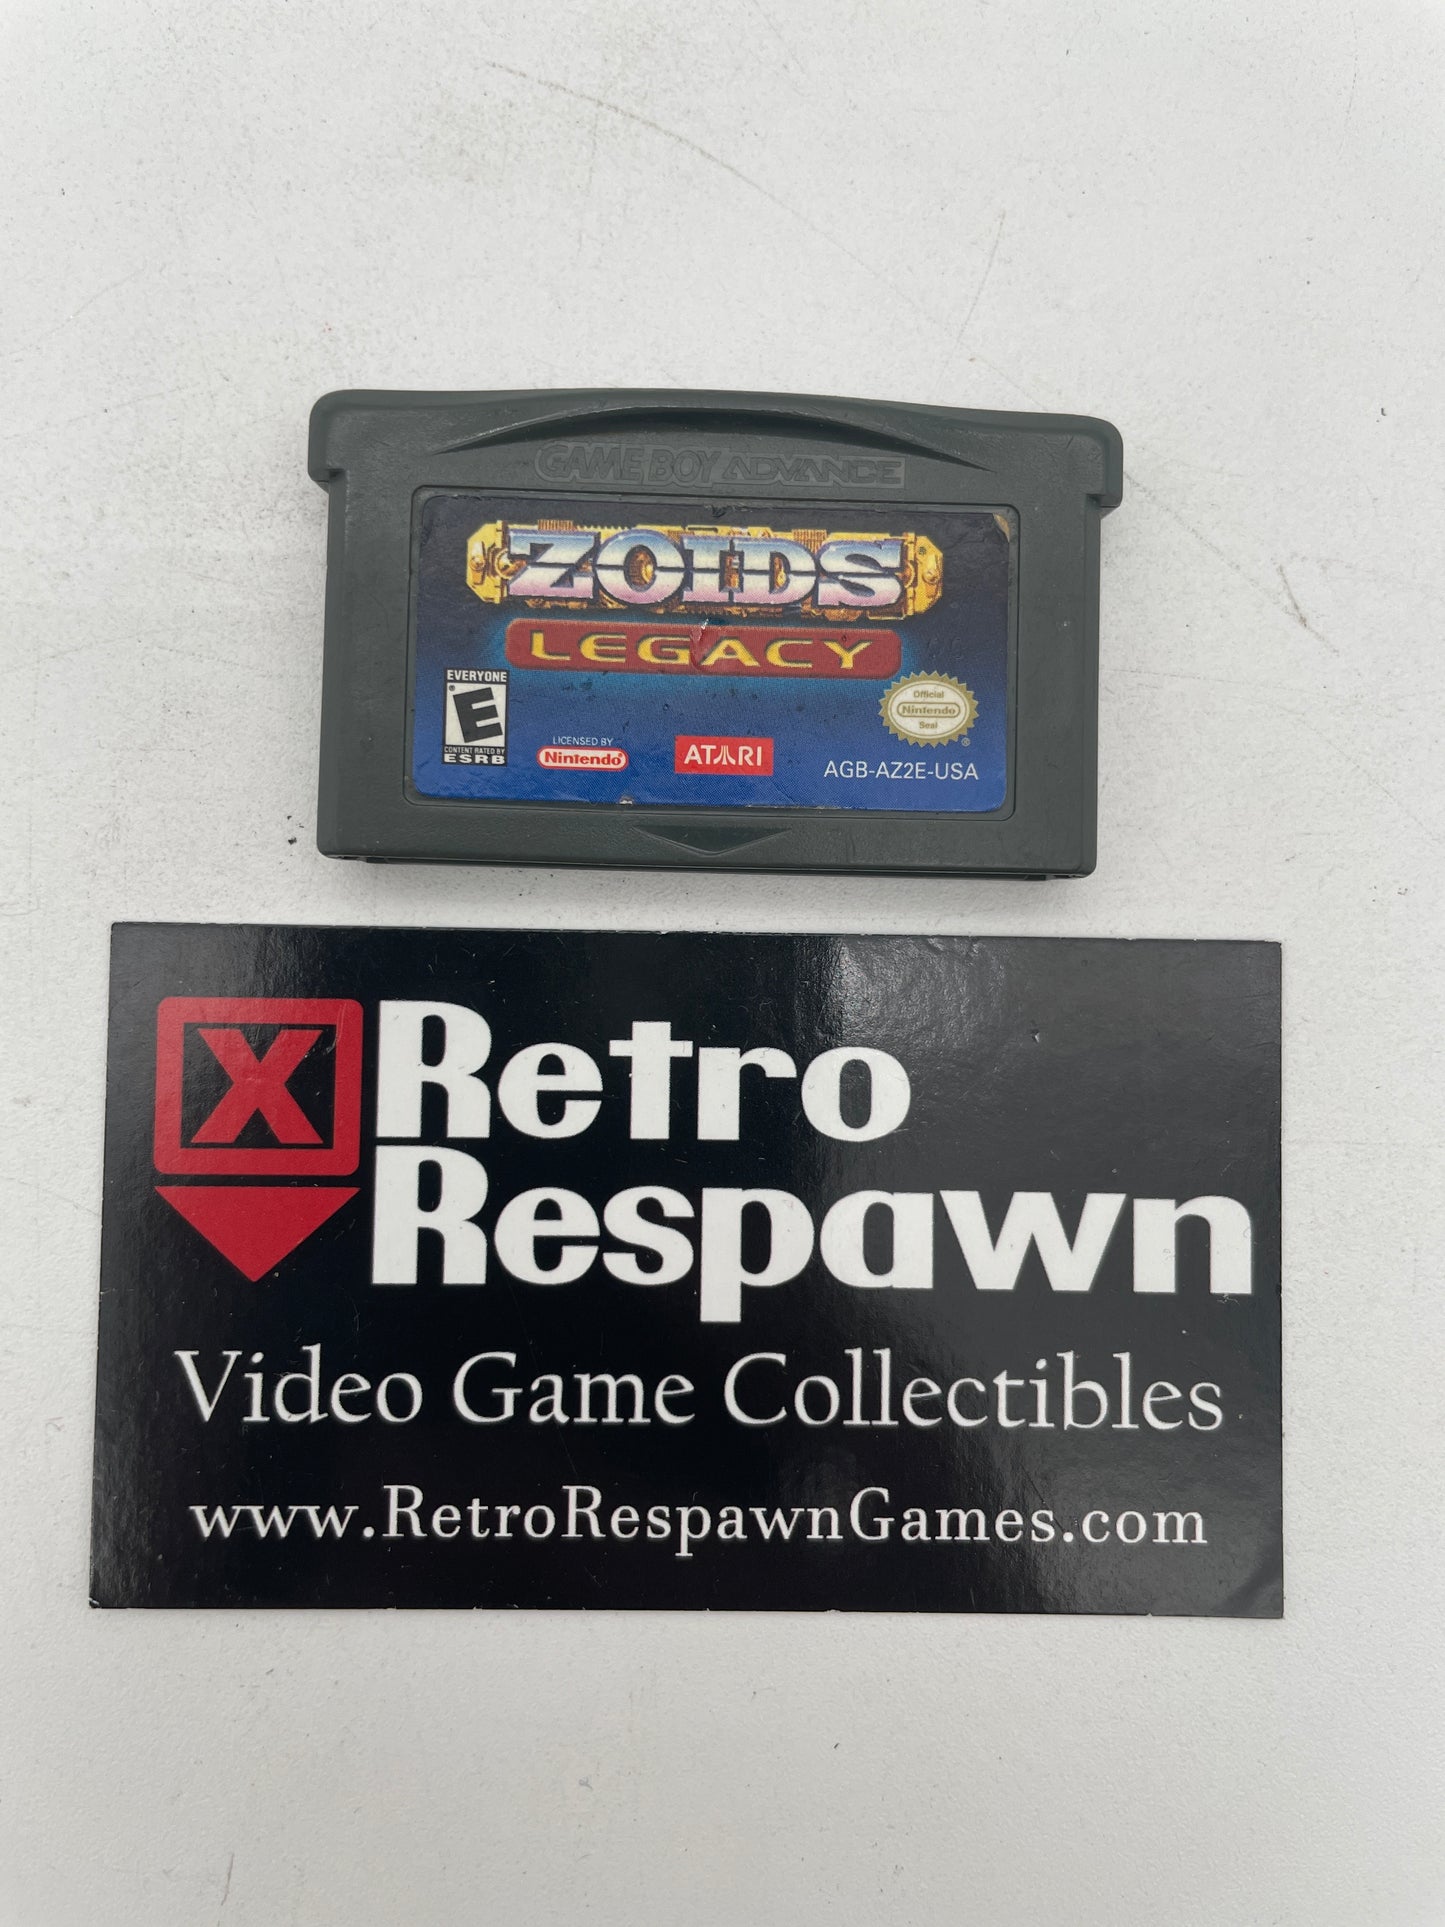 GAME BOY ADVANCE
ZOIDS
LEGACY
EVERYONE
E
CONTENT RATED BY
ESRB
LICENSED BY
Nintendo®
ATARI
Official
Nintendo
Seal
®
AGB-AZ2E-USA
X
Retro
Respawn
Video Game Collectibles
www.RetroRespawnGames.com